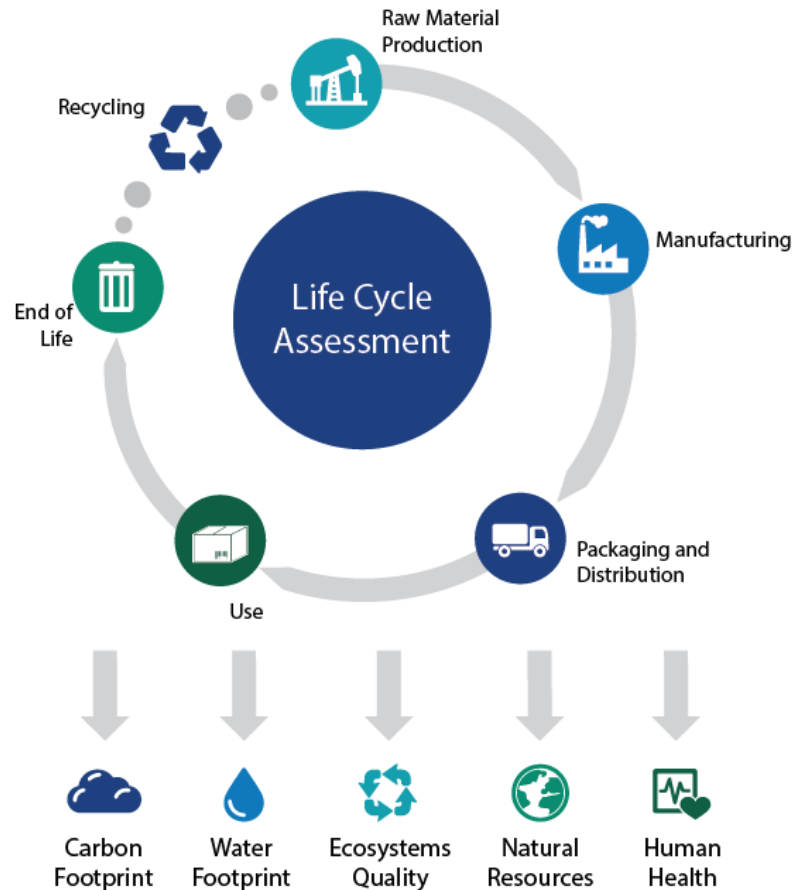 Raw Material
Production
Recycling
Manufacturing
Life Cycle
Assessment
End of
Life
Packaging and
Distribution
Use
Carbon
Footprint
Water
Footprint
Ecosystems
Quality
Natural
Resources
Human
Health